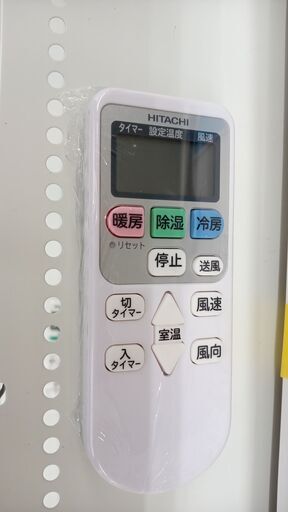 HITACHI
タイマー 設定温度 風速
暖房 除湿 冷房
リセット
停止 送風
切タイマー
風速
室温
入タイマー
風向